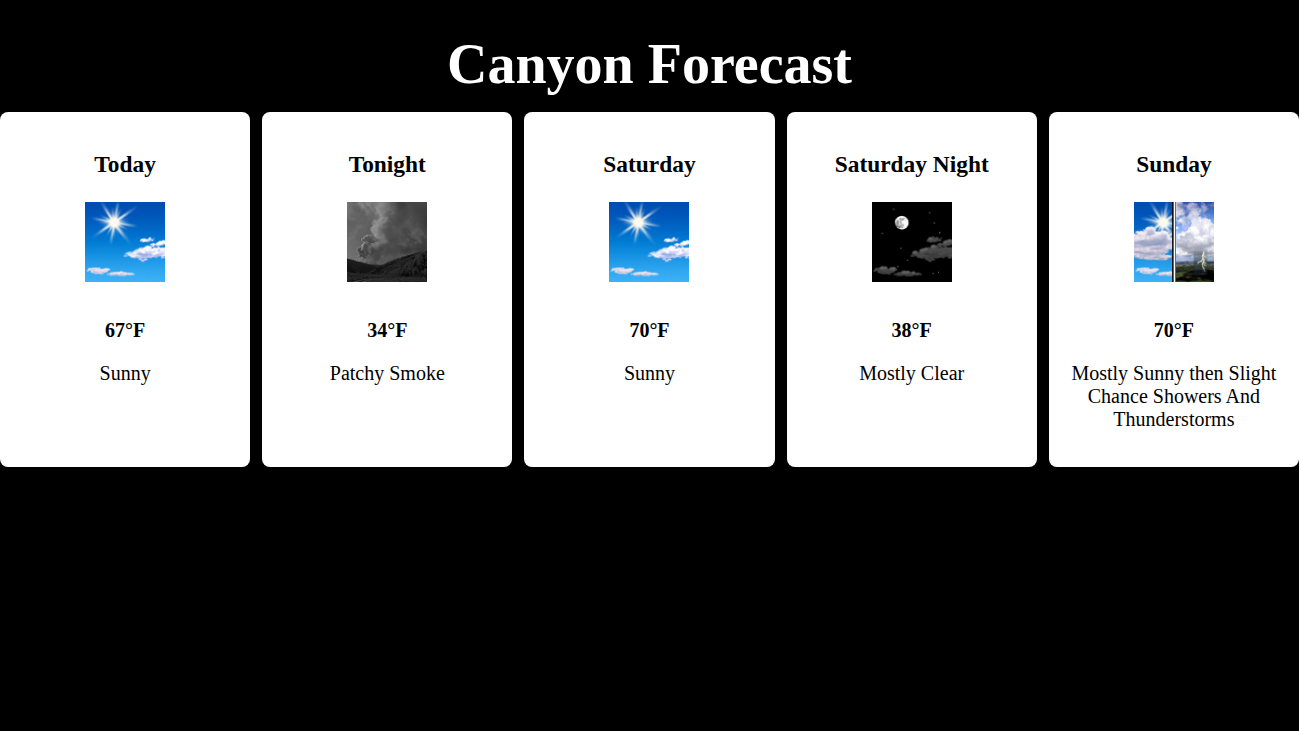 Canyon Forecast
Today
67°F
Sunny
Tonight
34°F
Patchy Smoke
Saturday
70°F
Sunny
Saturday Night
38°F
Mostly Clear
Sunday
70°F
Mostly Sunny then Slight
Chance Showers And
Thunderstorms